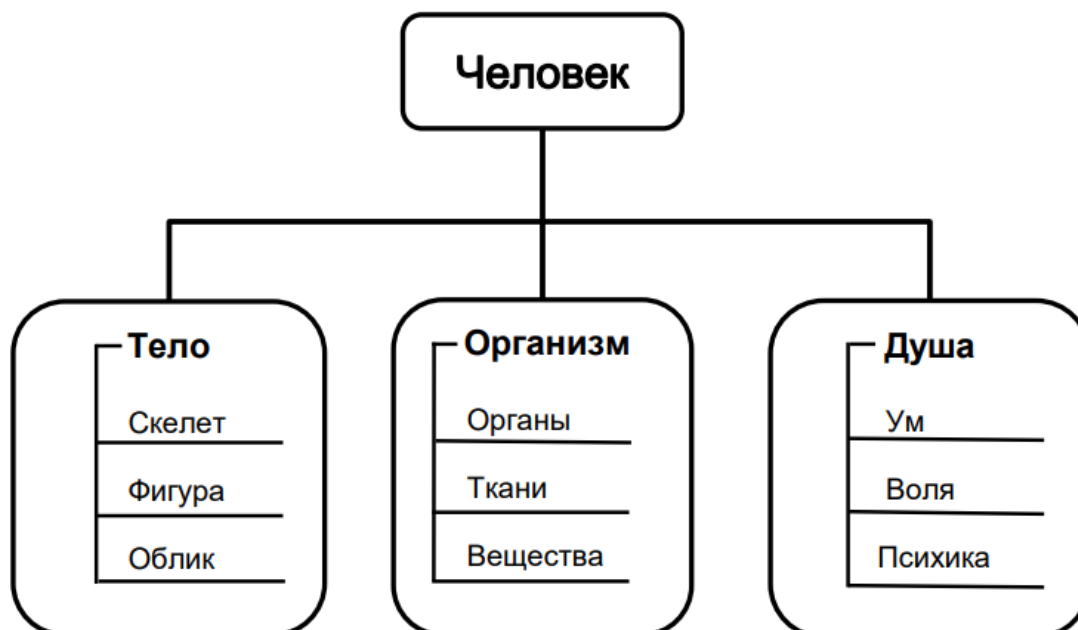 Человек
Тело
Скелет
Фигура
Облик
Организм
Органы
Ткани
Вещества
Душа
Ум
Воля
Психика